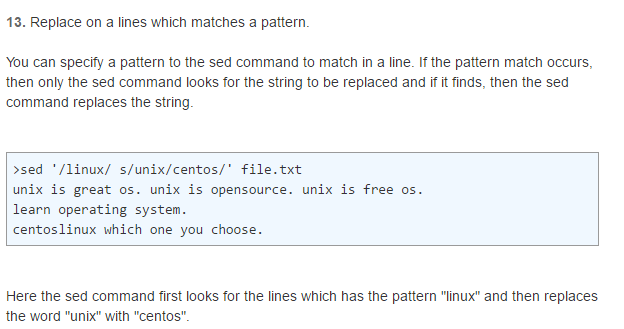 13. Replace on a lines which matches a pattern.
You can specify a pattern to the sed command to match in a line. If the pattern match occurs,
then only the sed command looks for the string to be replaced and if it finds, then the sed
command replaces the string.
>sed '/linux/ s/unix/centos/' file.txt
unix is great os. unix is opensource. unix is free os.
learn operating system.
centoslinux which one you choose.
Here the sed command first looks for the lines which has the pattern "linux" and then replaces
the word "unix" with "centos".